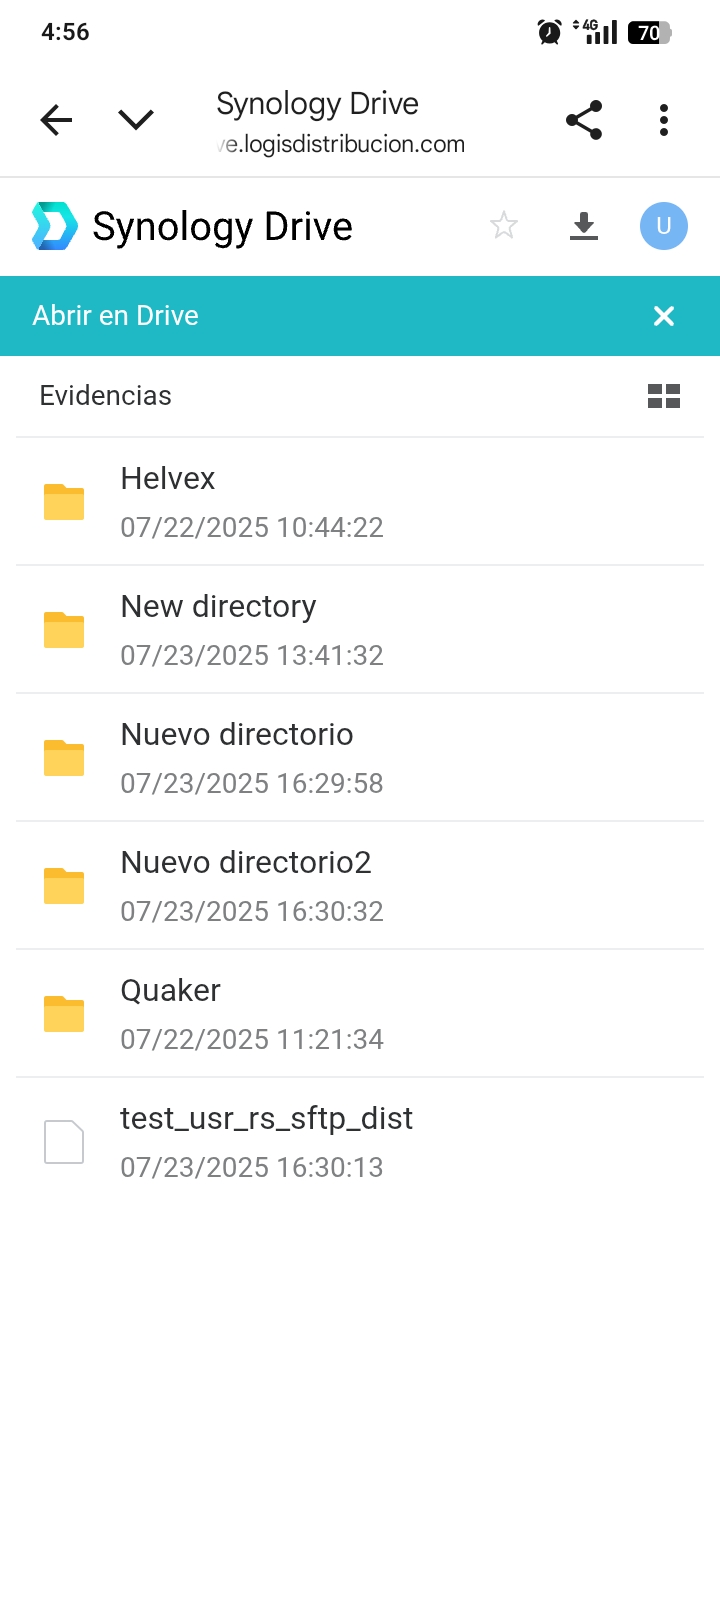 4:56
4G
70
Synology Drive
ve.logisdistribucion.com
Synology Drive
U
Abrir en Drive
Evidencias
Helvex
07/22/2025 10:44:22
New directory
07/23/2025 13:41:32
Nuevo directorio
07/23/2025 16:29:58
Nuevo directorio2
07/23/2025 16:30:32
Quaker
07/22/2025 11:21:34
test_usr_rs_sftp_dist
07/23/2025 16:30:13